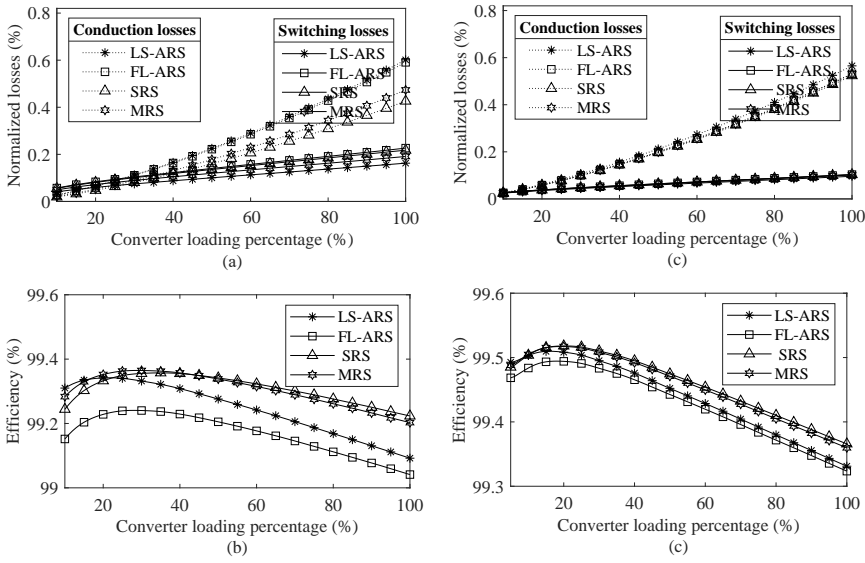 Normalized losses (%)
0.8
0.6
0.4
0.2
0
Conduction losses
LS-ARS
FL-ARS
SRS
MRS
Switching losses
LS-ARS
FL-ARS
SRS
MRS
20 40 60 80 100
Converter loading percentage (%)
(a)
Normalized losses (%)
0.8
0.6
0.4
0.2
0
Conduction losses
LS-ARS
FL-ARS
SRS
MRS
Switching losses
LS-ARS
FL-ARS
SRS
MRS
20 40 60 80 100
Converter loading percentage (%)
(c)
Efficiency (%)
99.6
99.4
99.2
99
LS-ARS
FL-ARS
SRS
MRS
20 40 60 80 100
Converter loading percentage (%)
(b)
Efficiency (%)
99.6
99.5
99.4
99.3
LS-ARS
FL-ARS
SRS
MRS
20 40 60 80 100
Converter loading percentage (%)
(c)